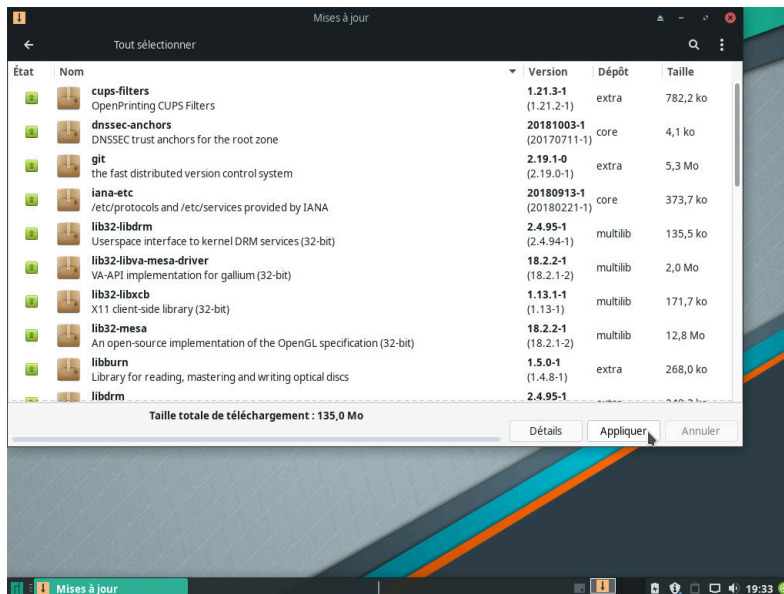 Mises à jour
Tout sélectionner
État Nom Version Dépôt Taille
cups-filters 1.21.3-1
OpenPrinting CUPS Filters (1.21.2-1) extra 782,2 ko
dnssec-anchors 20181003-1
DNSSEC trust anchors for the root zone (20170711-1) core 4,1 ko
git 2.19.1-0
the fast distributed version control system (2.19.0-1) extra 5,3 Mo
iana-etc 20180913-1
/etc/protocols and /etc/services provided by IANA (20180221-1) core 373,7 ko
lib32-libdrm 2.4.95-1
Userspace interface to kernel DRM services (32-bit) (2.4.94-1) multilib 135,5 ko
lib32-libva-mesa-driver 18.2.2-1
VA-API implementation for gallium (32-bit) (18.2.1-2) multilib 2,0 Mo
lib32-libxcb 1.13.1-1
X11 client-side library (32-bit) (1.13-1) multilib 171,7 ko
lib32-mesa 18.2.2-1
An open-source implementation of the OpenGL specification (32-bit) (18.2.1-2) multilib 12,8 Mo
libburn 1.5.0-1
Library for reading, mastering and writing optical discs (1.4.8-1) extra 268,0 ko
libdrm 2.4.95-1
Taille totale de téléchargement : 135,0 Mo
Détails Appliquer Annuler
Mises à jour 19:33